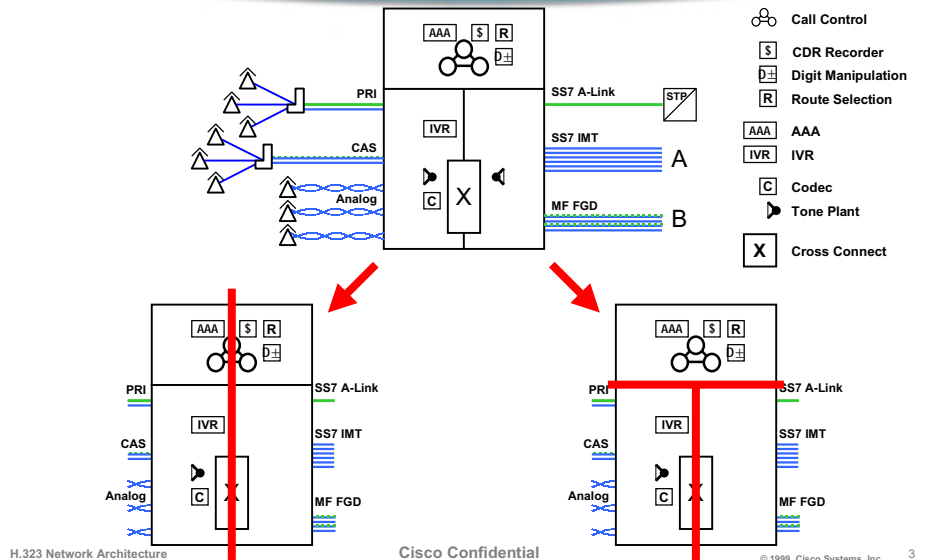 AAA $ R
D±
Call Control
$ CDR Recorder
D± Digit Manipulation
R Route Selection
AAA AAA
IVR IVR
C Codec
Tone Plant
X Cross Connect
PRI
CAS
Analog
IVR
C
X
SS7 A-Link
STP
SS7 IMT
A
MF FGD
B
AAA $ R
D±
PRI
CAS
Analog
IVR
C
X
SS7 A-Link
SS7 IMT
MF FGD
AAA $ R
D±
PRI
CAS
Analog
IVR
C
X
SS7 A-Link
SS7 IMT
MF FGD
H.323 Network Architecture
Cisco Confidential
© 1999, Cisco Systems, Inc.
3